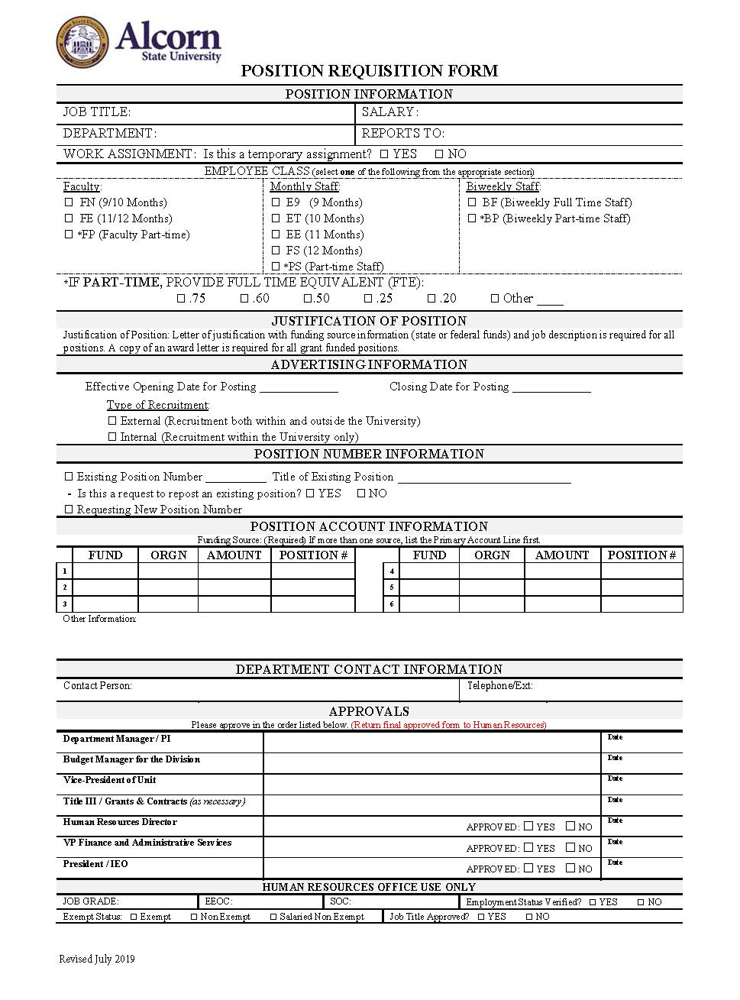 Alcorn
State University
POSITION REQUISITION FORM
POSITION INFORMATION
JOB TITLE: SALARY:
DEPARTMENT: REPORTS TO:
WORK ASSIGNMENT: Is this a temporary assignment? ☐ YES ☐ NO
EMPLOYEE CLASS (select one of the following from the appropriate section)
Faculty: Monthly Staff: Biweekly Staff:
☐ FN (9/10 Months) ☐ E9 (9 Months) ☐ BF (Biweekly Full Time Staff)
☐ FE (11/12 Months) ☐ ET (10 Months) ☐ *BP (Biweekly Part-time Staff)
☐ *FP (Faculty Part-time) ☐ EE (11 Months)
☐ FS (12 Months)
☐ *PS (Part-time Staff)
*IF PART-TIME, PROVIDE FULL TIME EQUIVALENT (FTE):
☐ .75 ☐ .60 ☐ .50 ☐ .25 ☐ .20 ☐ Other ____
JUSTIFICATION OF POSITION
Justification of Position: Letter of justification with funding source information (state or federal funds) and job description is required for all
positions. A copy of an award letter is required for all grant funded positions.
ADVERTISING INFORMATION
Effective Opening Date for Posting ____________ Closing Date for Posting ____________
Type of Recruitment:
☐ External (Recruitment both within and outside the University)
☐ Internal (Recruitment within the University only)
POSITION NUMBER INFORMATION
☐ Existing Position Number _________ Title of Existing Position __________________________
- Is this a request to repost an existing position? ☐ YES ☐ NO
☐ Requesting New Position Number
POSITION ACCOUNT INFORMATION
Funding Source: (Required) If more than one source, list the Primary Account Line first.
FUND ORGN AMOUNT POSITION # FUND ORGN AMOUNT POSITION #
1 4
2 5
3 6
Other Information:
DEPARTMENT CONTACT INFORMATION
Contact Person: Telephone/Ext:
APPROVALS
Please approve in the order listed below. (Return final approved form to Human Resources)
Department Manager / PI Date
Budget Manager for the Division Date
Vice-President of Unit Date
Title III / Grants & Contracts (as necessary) Date
Human Resources Director APPROVED: ☐ YES ☐ NO Date
VP Finance and Administrative Services APPROVED: ☐ YES ☐ NO Date
President / IEO APPROVED: ☐ YES ☐ NO Date
HUMAN RESOURCES OFFICE USE ONLY
JOB GRADE: EEOC: SOC: Employment Status Verified? ☐ YES ☐ NO
Exempt Status: ☐ Exempt ☐ Non Exempt ☐ Salaried Non Exempt Job Title Approved? ☐ YES ☐ NO
Revised July 2019